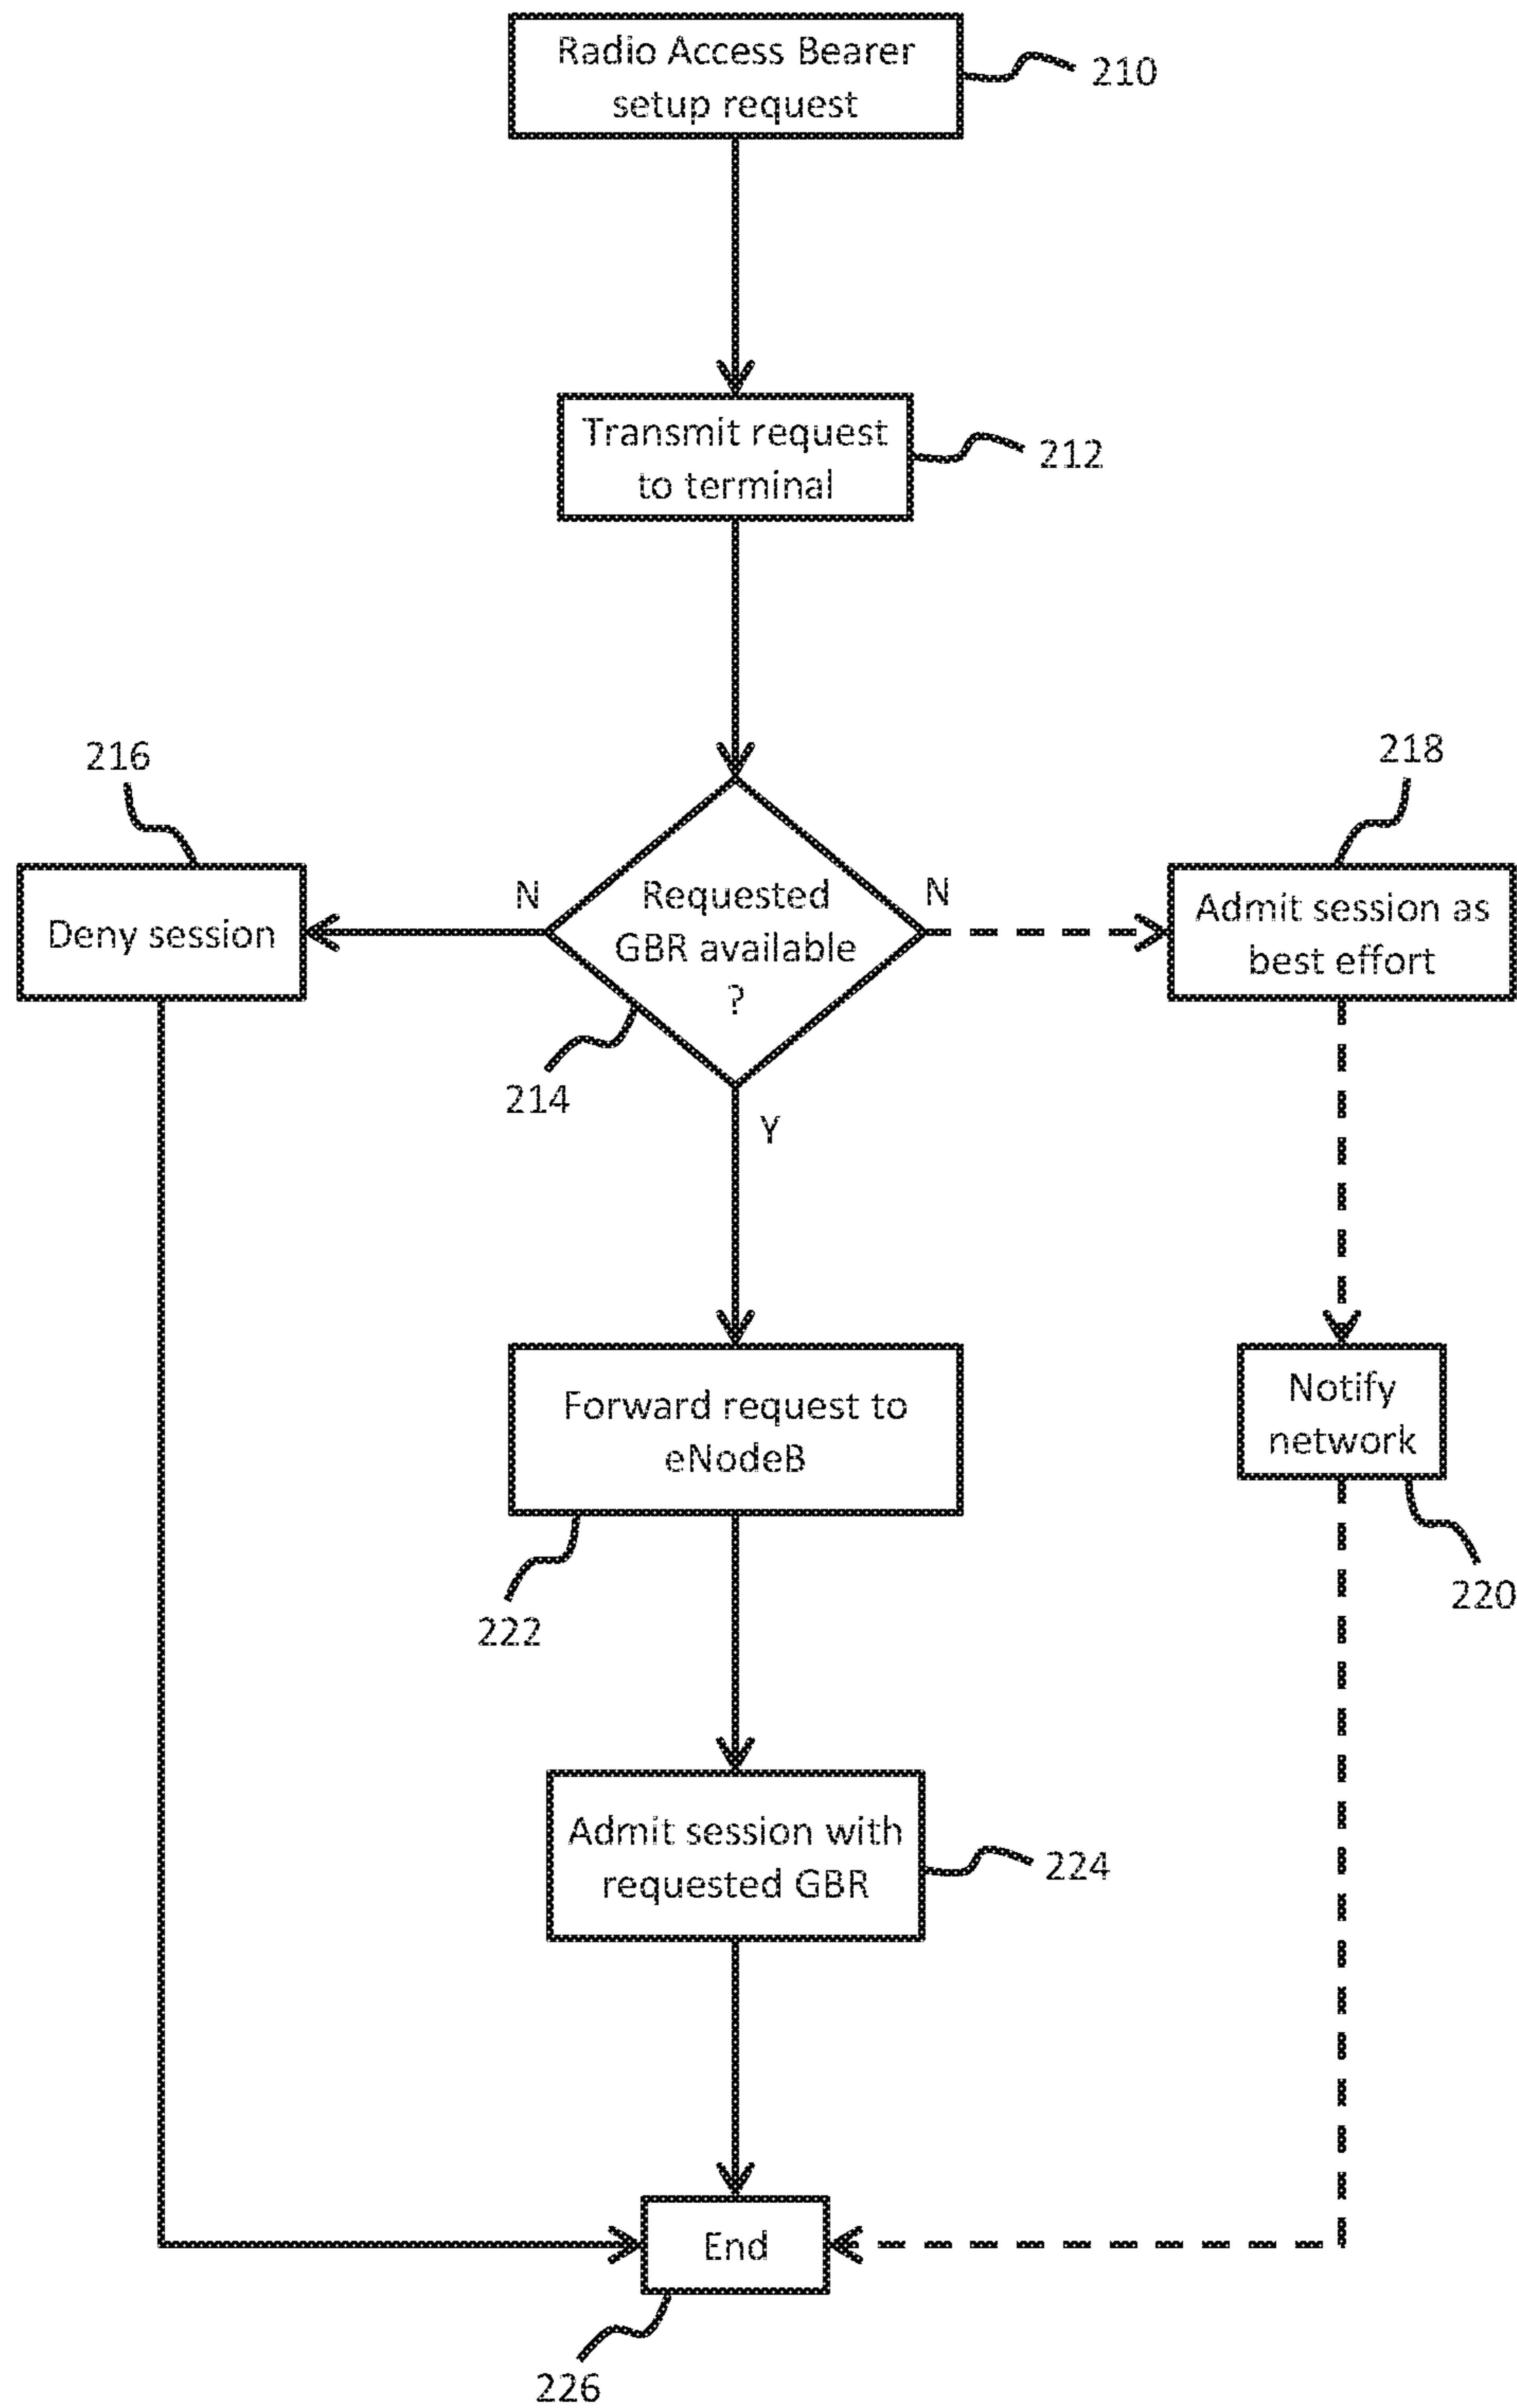 Radio Access Bearer
setup request
210
Transmit request
to terminal
212
216
218
Deny session
N
Requested
GBR available
?
N
Admit session as
best effort
214
Y
Forward request to
eNodeB
Notify
network
222
220
Admit session with
requested GBR
224
End
226